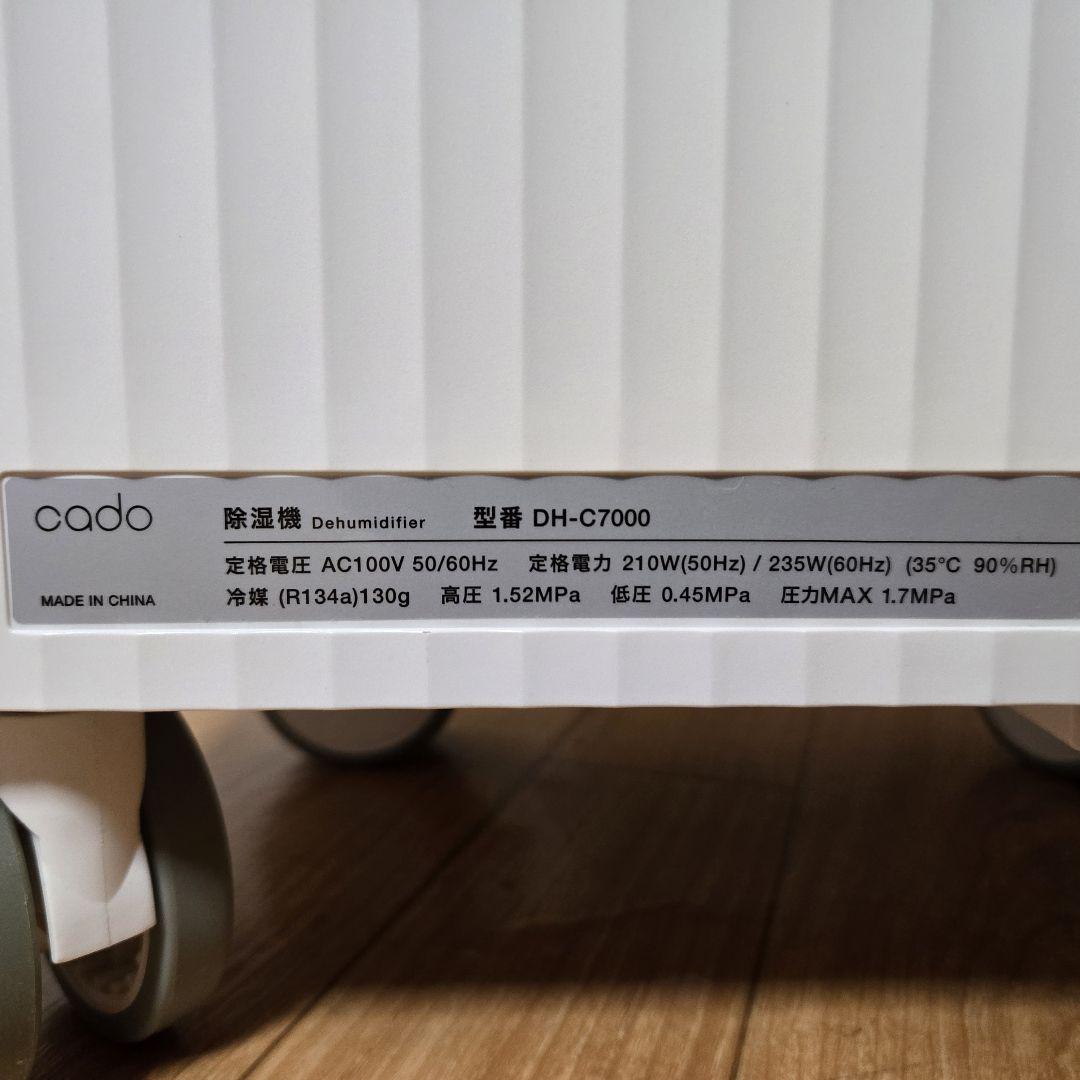 cado
除湿機 Dehumidifier 型番 DH-C7000
定格電圧 AC100V 50/60Hz 定格電力 210W(50Hz) / 235W(60Hz) (35℃ 90%RH)
MADE IN CHINA
冷媒 (R134a)130g 高圧 1.52MPa 低圧 0.45MPa 圧力MAX 1.7MPa